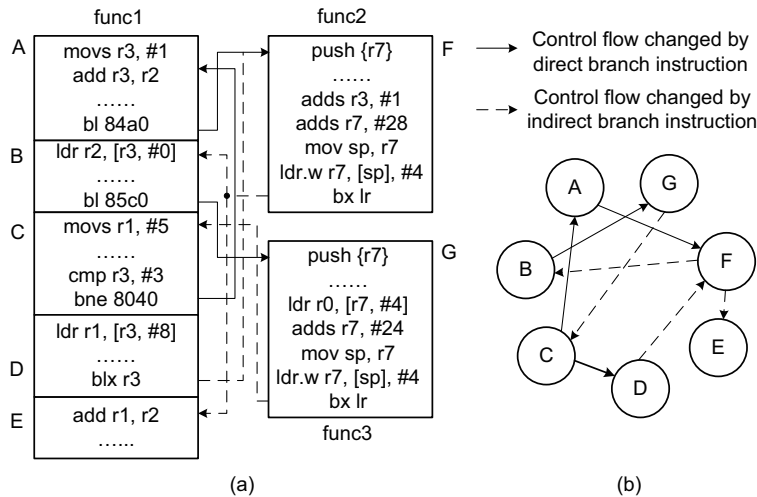 func1
A
movs r3, #1
add r3, r2
……
bl 84a0
B
ldr r2, [r3, #0]
……
bl 85c0
C
movs r1, #5
……
cmp r3, #3
bne 8040
ldr r1, [r3, #8]
……
D
blx r3
E
add r1, r2
…...
func2
push {r7}
F
……
adds r3, #1
adds r7, #28
mov sp, r7
ldr.w r7, [sp], #4
bx lr
push {r7}
G
……
ldr r0, [r7, #4]
adds r7, #24
mov sp, r7
ldr.w r7, [sp], #4
bx lr
func3
(a)
Control flow changed by
direct branch instruction
Control flow changed by
indirect branch instruction
A
G
B
F
C
E
D
(b)